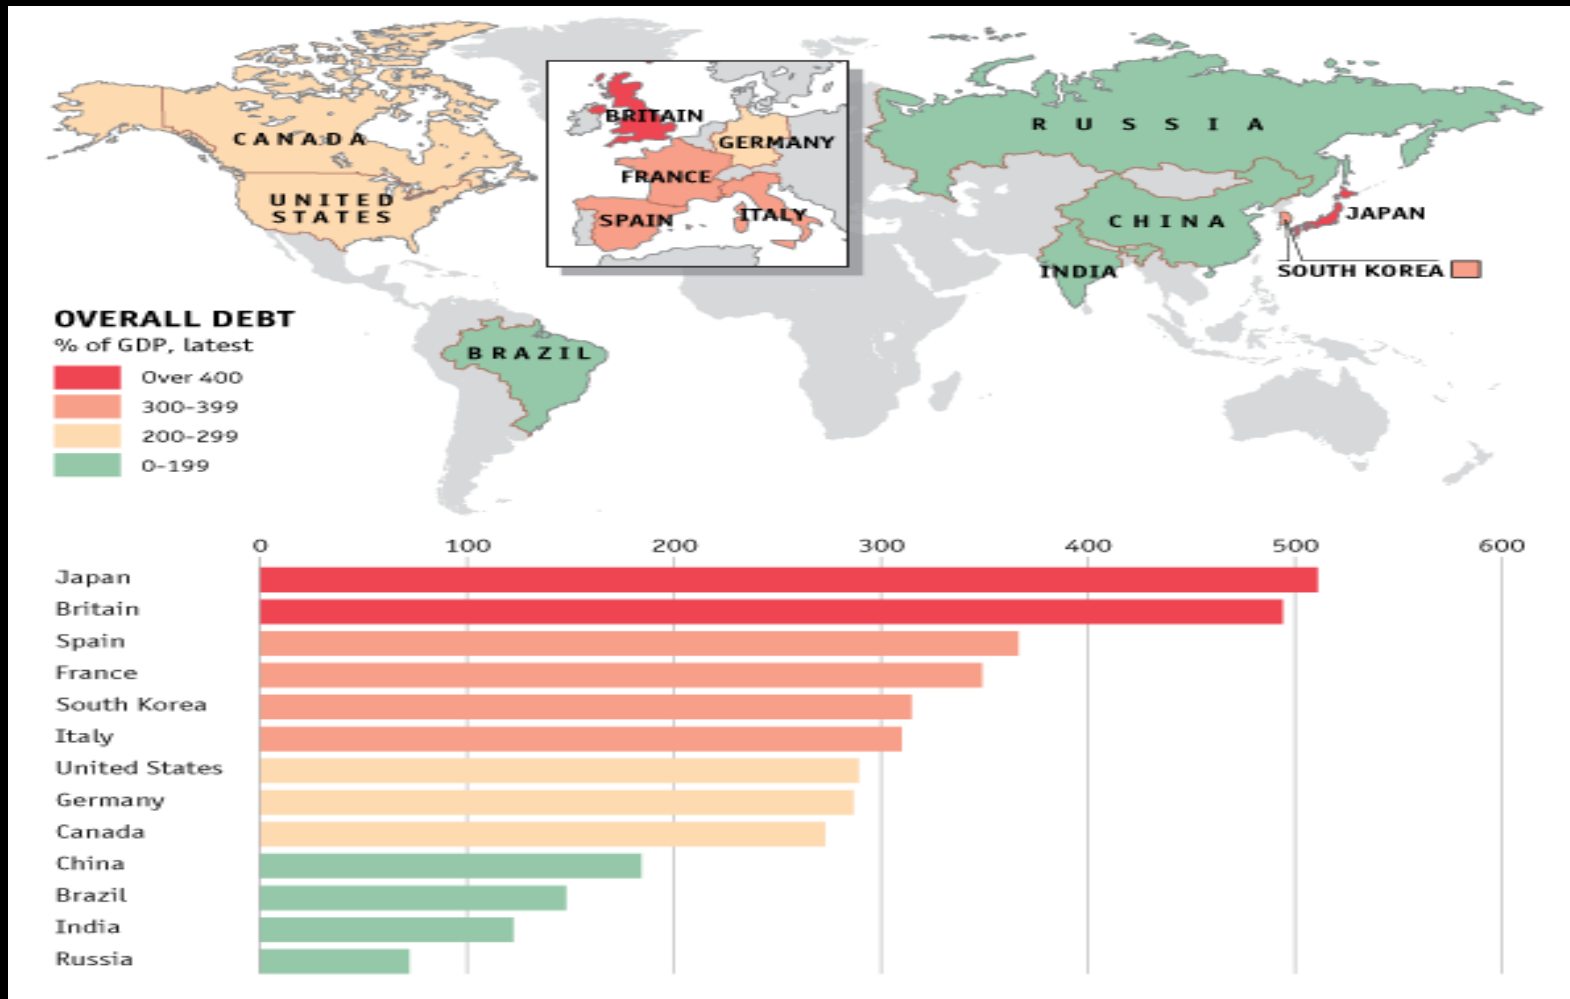 CANADA
UNITED
STATES
BRITAIN
GERMANY
FRANCE
SPAIN
ITALY
RUSSIA
CHINA
JAPAN
INDIA
SOUTH KOREA
BRAZIL
OVERALL DEBT
% of GDP, latest
Over 400
300-399
200-299
0-199
0 100 200 300 400 500 600
Japan
Britain
Spain
France
South Korea
Italy
United States
Germany
Canada
China
Brazil
India
Russia